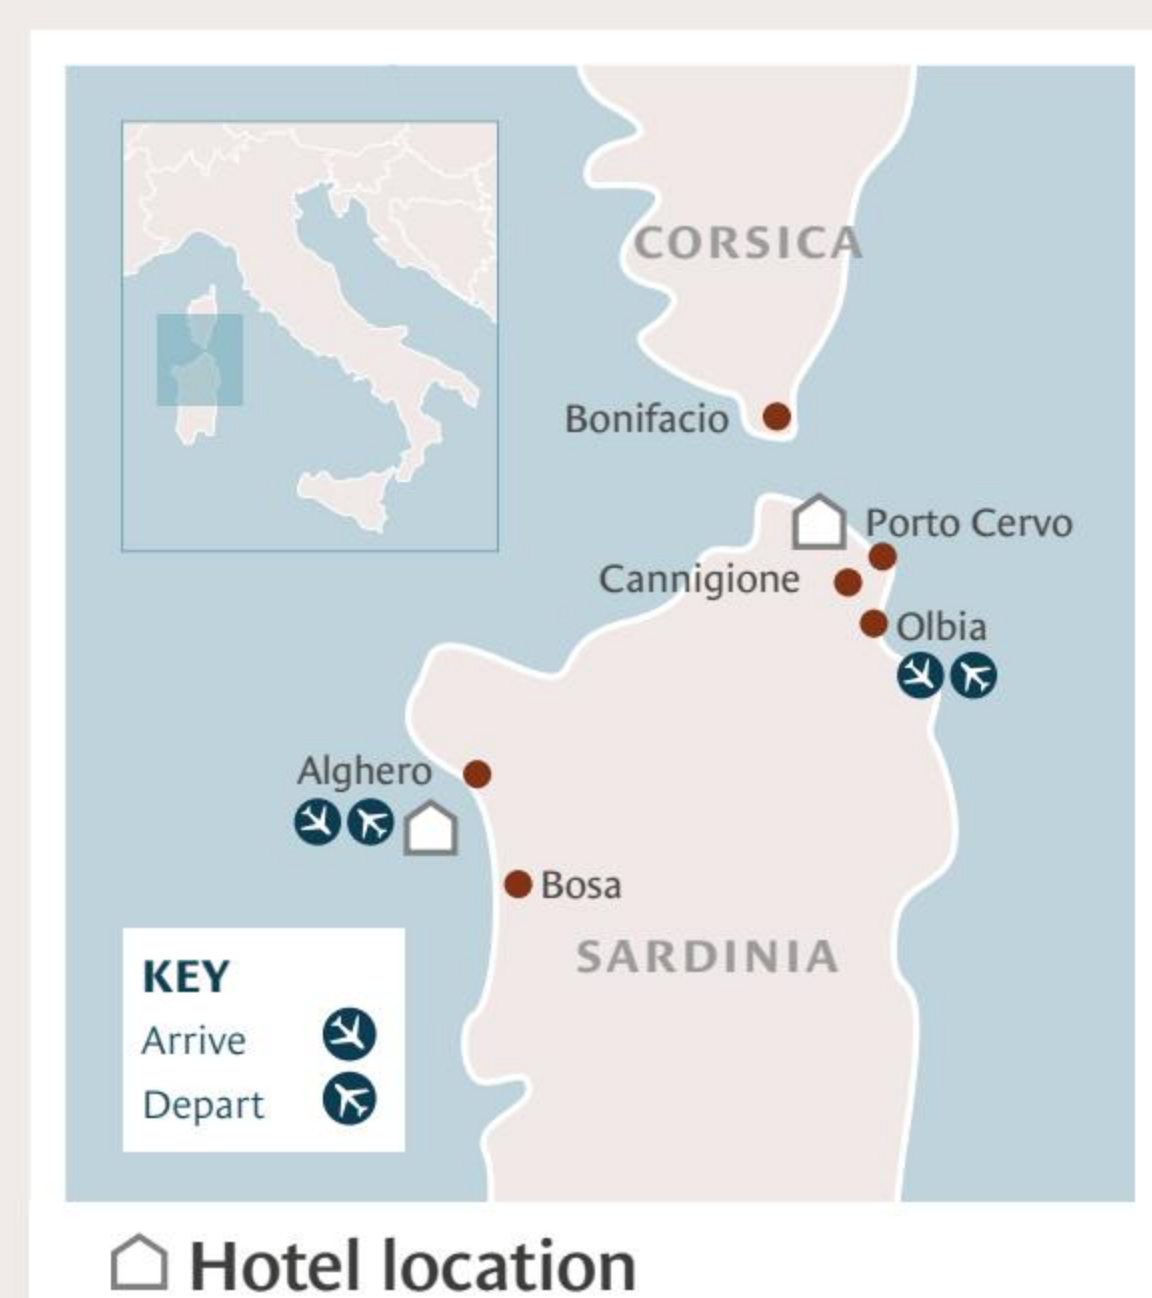 CORSICA
Bonifacio
Porto Cervo
Cannigione
Olbia
Alghero
Bosa
SARDINIA
KEY
Arrive
Depart
Hotel location